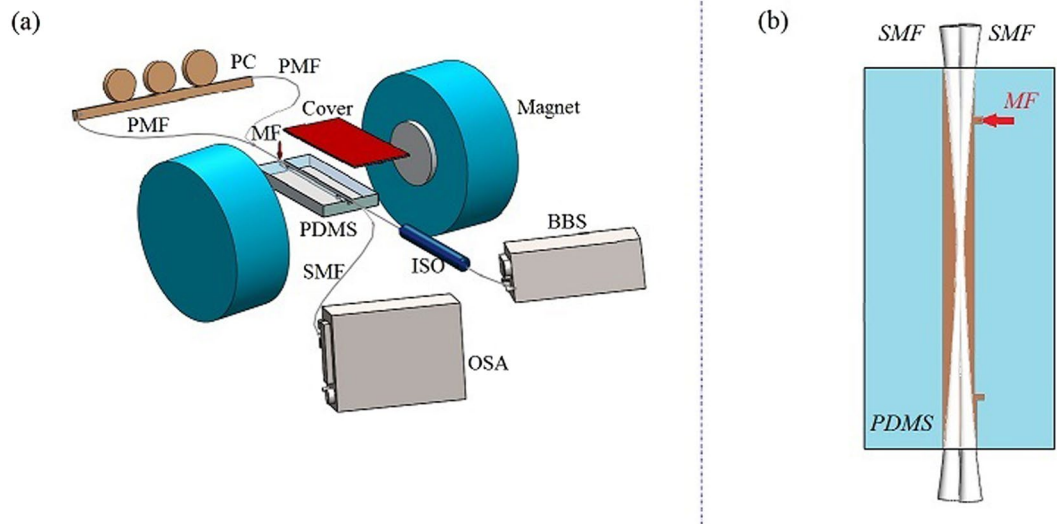 (a)
PC
PMF
PMF
Cover
MF
Magnet
PDMS
SMF
ISO
BBS
OSA
(b)
SMF SMF
MF
PDMS